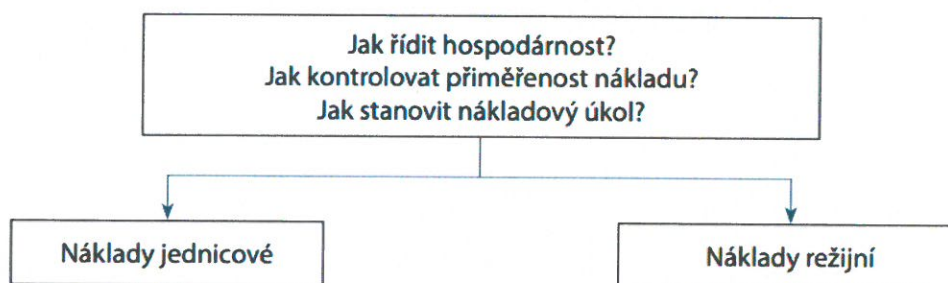 Jak řídit hospodárnost?
Jak kontrolovat přiměřenost nákladu?
Jak stanovit nákladový úkol?
Náklady jednicové
Náklady režijní